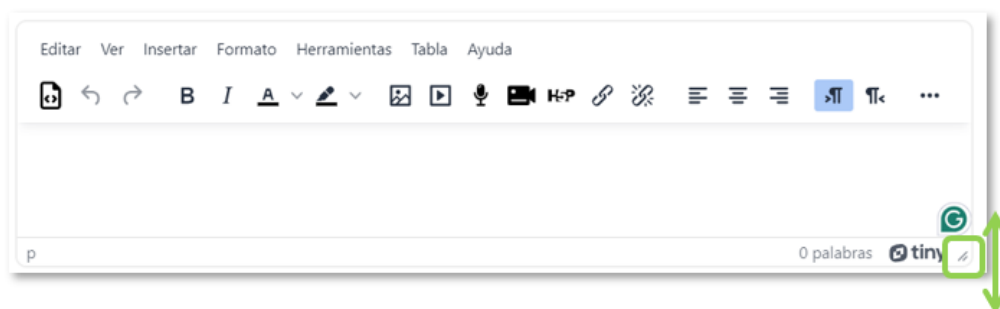 Editar Ver Insertar Formato Herramientas Tabla Ayuda
B I A H-P ¶ ¶
p 0 palabras tiny